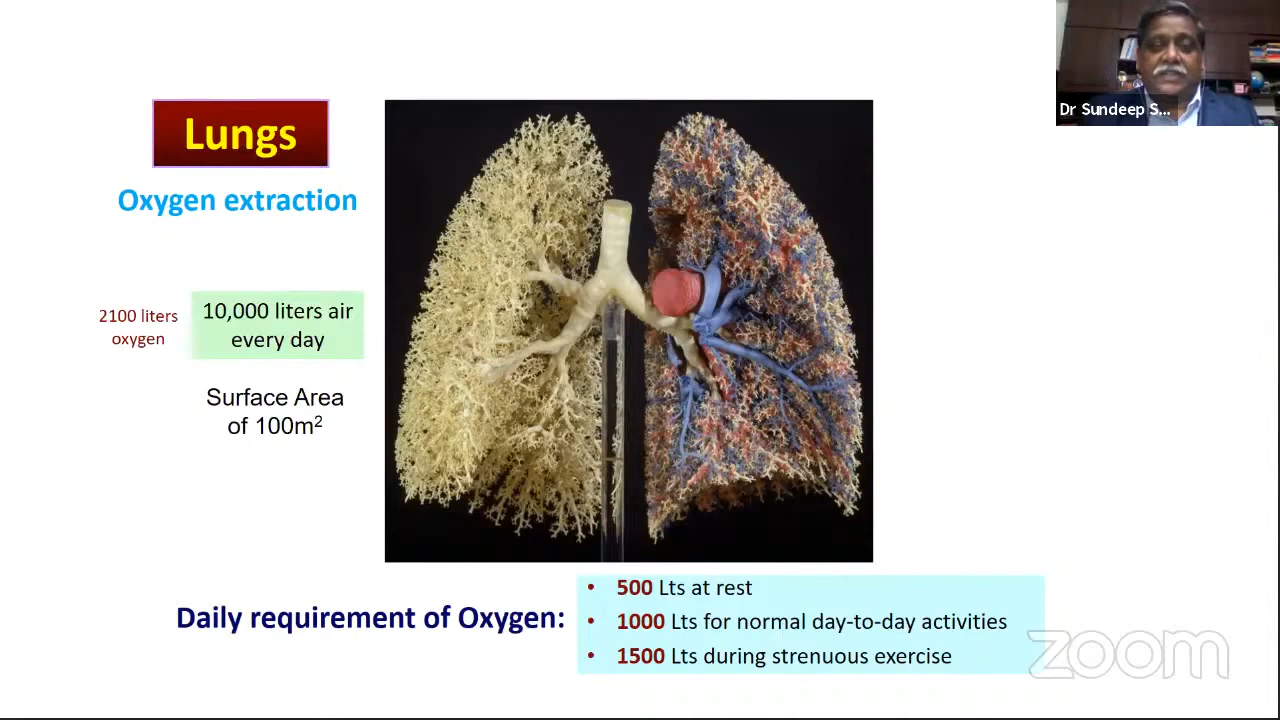 Dr Sundeep S...
Lungs
Oxygen extraction
2100 liters
oxygen
10,000 liters air
every day
Surface Area
of 100m²
Daily requirement of Oxygen:
• 500 Lts at rest
• 1000 Lts for normal day-to-day activities
• 1500 Lts during strenuous exercise
zoom